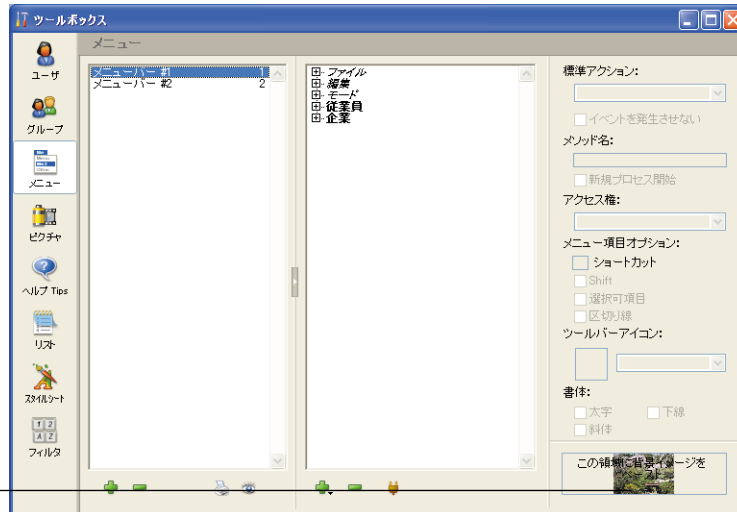 ツールボックス
メニュー
ユーザ
グループ
メニュー
ピクチャ
ヘルプ Tips
リスト
スタイルシート
フィルタ
メニューバー #1 1
メニューバー #2 2
ファイル
編集
モード
従業員
企業
標準アクション:
イベントを発生させない
メソッド名:
新規プロセス開始
アクセス権:
メニュー項目オプション:
ショートカット
Shift
選択可項目
区切り線
ツールバーアイコン:
書体:
太字 下線
斜体
この領域に背景イメージを
ペースト